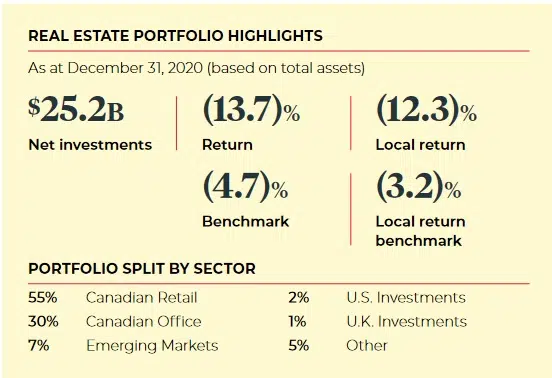 REAL ESTATE PORTFOLIO HIGHLIGHTS
As at December 31, 2020 (based on total assets)
$25.2B
Net investments
(13.7)%
Return
(12.3)%
Local return
(4.7)%
Benchmark
(3.2)%
Local return
benchmark
PORTFOLIO SPLIT BY SECTOR
55% Canadian Retail 2% U.S. Investments
30% Canadian Office 1% U.K. Investments
7% Emerging Markets 5% Other